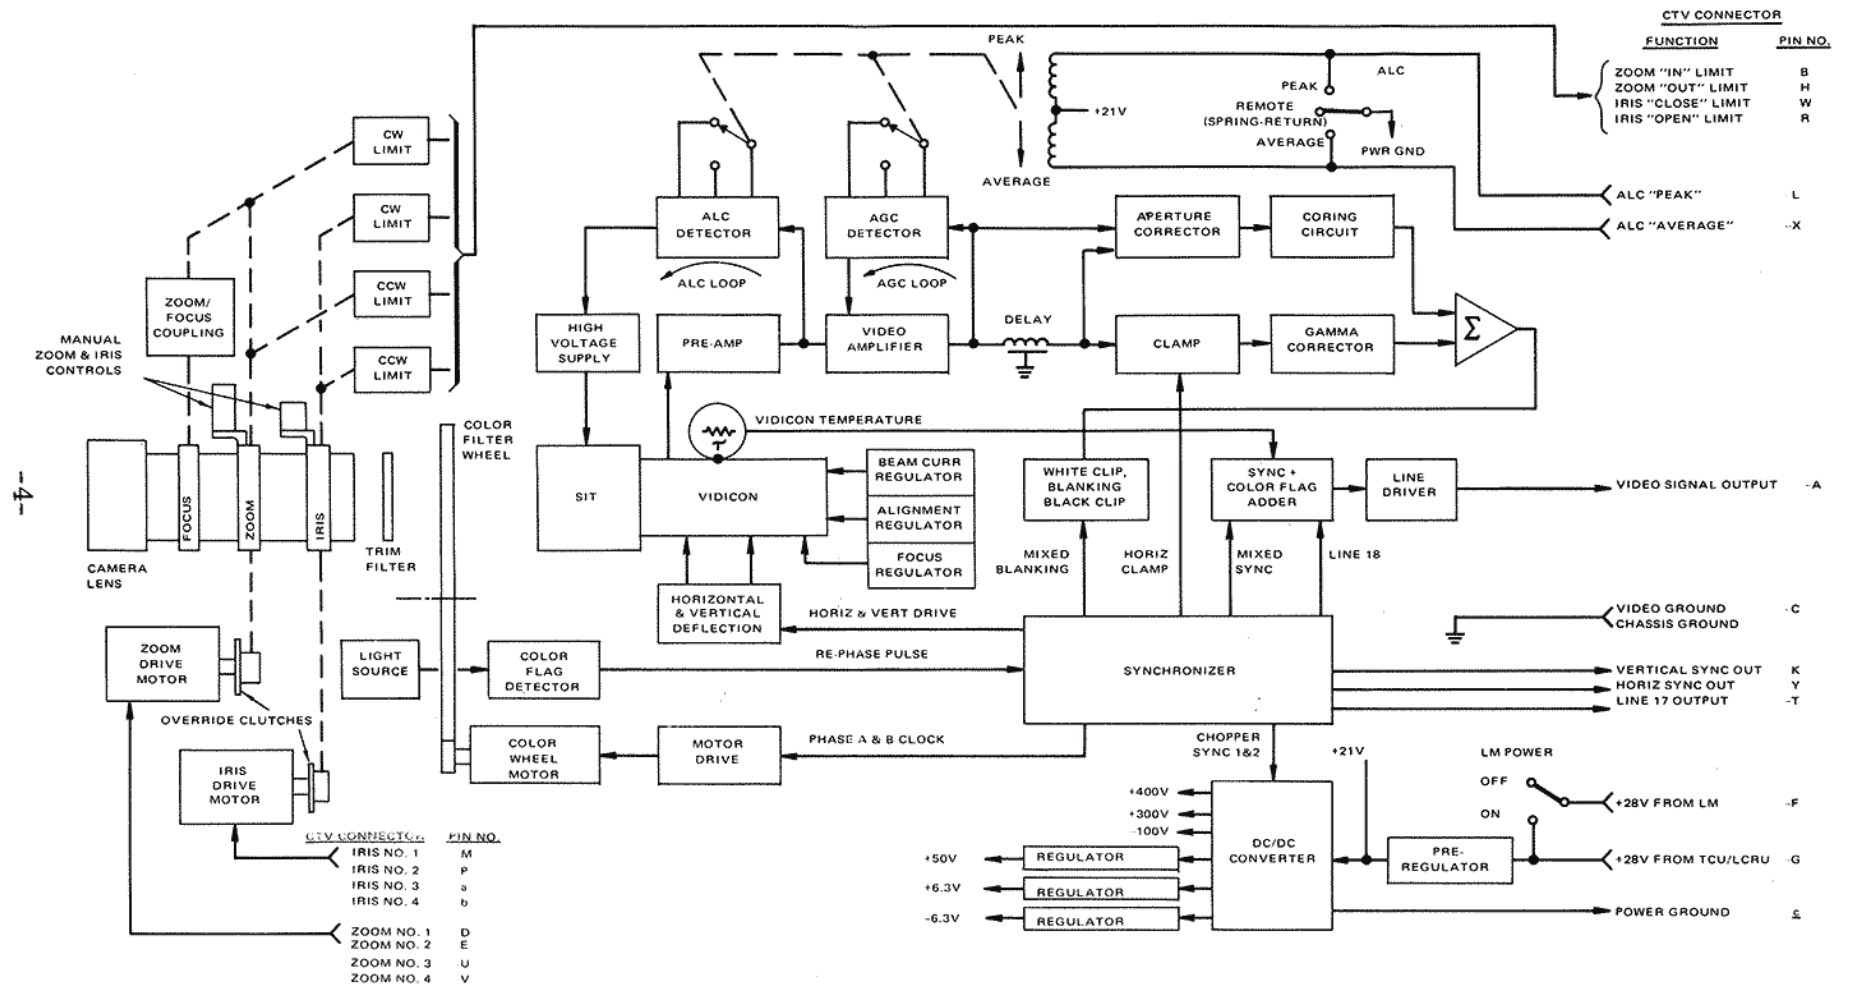 CTV CONNECTOR
FUNCTION PIN NO.
ZOOM "IN" LIMIT B
ZOOM "OUT" LIMIT H
IRIS "CLOSE" LIMIT W
IRIS "OPEN" LIMIT R
ALC "PEAK" -L
ALC "AVERAGE" -X
PEAK
AVERAGE
+21V
PEAK
REMOTE
(SPRING-RETURN)
AVERAGE
ALC
PWR GND
CW
LIMIT
CW
LIMIT
CCW
LIMIT
CCW
LIMIT
ZOOM/
FOCUS
COUPLING
MANUAL
ZOOM & IRIS
CONTROLS
ALC
DETECTOR
ALC LOOP
AGC
DETECTOR
AGC LOOP
APERTURE
CORRECTOR
CORING
CIRCUIT
HIGH
VOLTAGE
SUPPLY
PRE-AMP
VIDEO
AMPLIFIER
DELAY
CLAMP
GAMMA
CORRECTOR
Σ
-4-
FOCUS
ZOOM
IRIS
CAMERA
LENS
TRIM
FILTER
COLOR
FILTER
WHEEL
SIT
VIDICON
τ
VIDICON TEMPERATURE
BEAM CURR
REGULATOR
ALIGNMENT
REGULATOR
FOCUS
REGULATOR
WHITE CLIP,
BLANKING
BLACK CLIP
SYNC +
COLOR FLAG
ADDER
LINE
DRIVER
VIDEO SIGNAL OUTPUT -A
MIXED
BLANKING
HORIZ
CLAMP
MIXED
SYNC
LINE 18
HORIZONTAL
& VERTICAL
DEFLECTION
HORIZ & VERT DRIVE
VIDEO GROUND -C
CHASSIS GROUND
ZOOM
DRIVE
MOTOR
LIGHT
SOURCE
COLOR
FLAG
DETECTOR
RE-PHASE PULSE
SYNCHRONIZER
VERTICAL SYNC OUT K
HORIZ SYNC OUT Y
LINE 17 OUTPUT -T
OVERRIDE CLUTCHES
IRIS
DRIVE
MOTOR
COLOR
WHEEL
MOTOR
MOTOR
DRIVE
PHASE A & B CLOCK
CHOPPER
SYNC 1&2
+21V
LM POWER
OFF
ON
+28V FROM LM -F
+400V
+300V
-100V
DC/DC
CONVERTER
PRE-
REGULATOR
+28V FROM TCU/LCRU -G
+50V REGULATOR
+6.3V REGULATOR
-6.3V REGULATOR
POWER GROUND c
CTV CONNECTOR PIN NO.
IRIS NO. 1 M
IRIS NO. 2 P
IRIS NO. 3 a
IRIS NO. 4 b
ZOOM NO. 1 D
ZOOM NO. 2 E
ZOOM NO. 3 U
ZOOM NO. 4 V